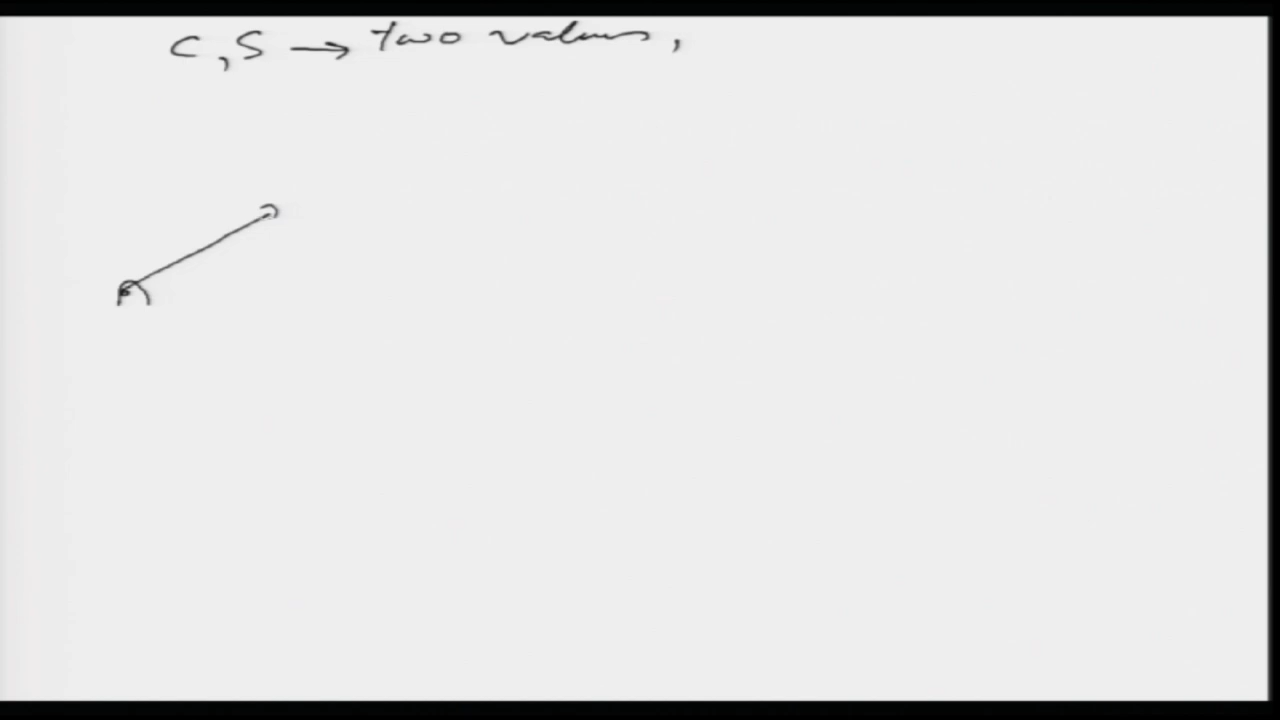 C, S → two values,